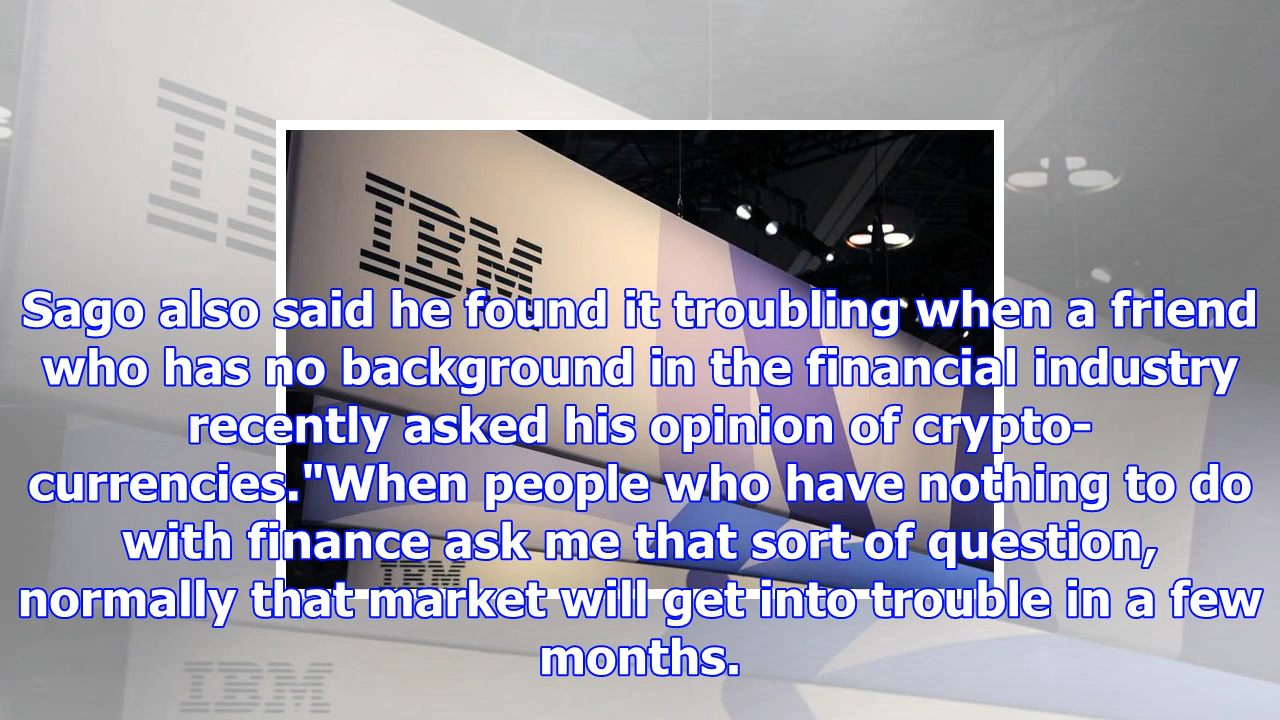 IBM
IBM
Sago also said he found it troubling when a friend
who has no background in the financial industry
recently asked his opinion of crypto-
currencies."When people who have nothing to do
with finance ask me that sort of question,
normally that market will get into trouble in a few
months.
IBM
IBM